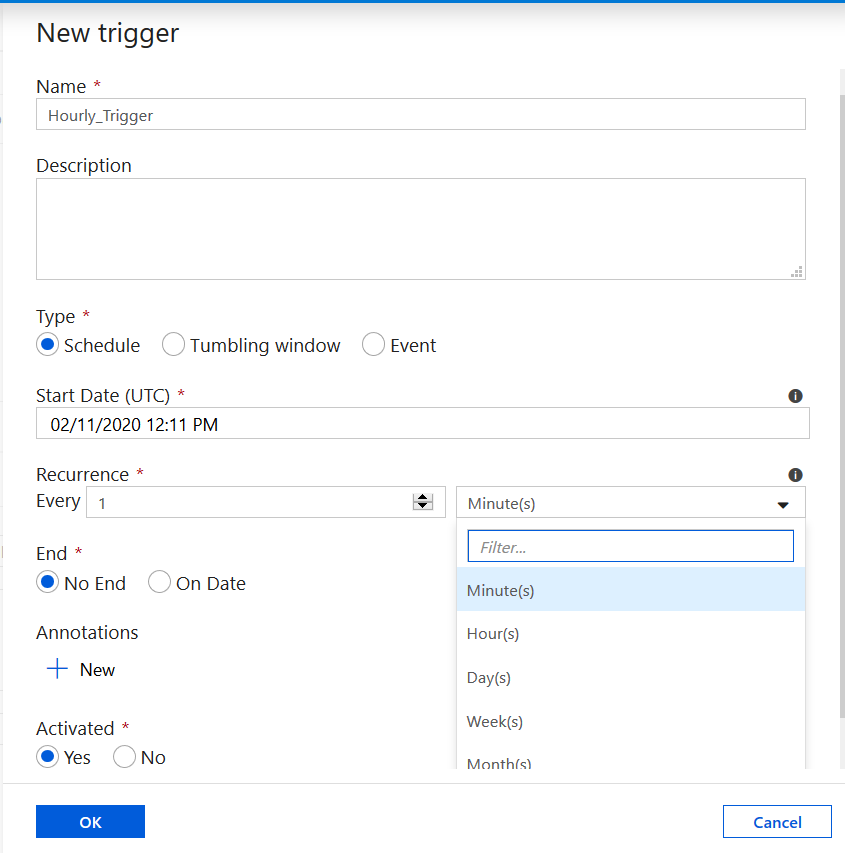 New trigger
Name *
Hourly_Trigger
Description
Type *
Schedule Tumbling window Event
Start Date (UTC) *
02/11/2020 12:11 PM
Recurrence *
Every 1 Minute(s)
Filter...
Minute(s)
Hour(s)
Day(s)
Week(s)
Month(s)
End *
No End On Date
Annotations
New
Activated *
Yes No
OK Cancel